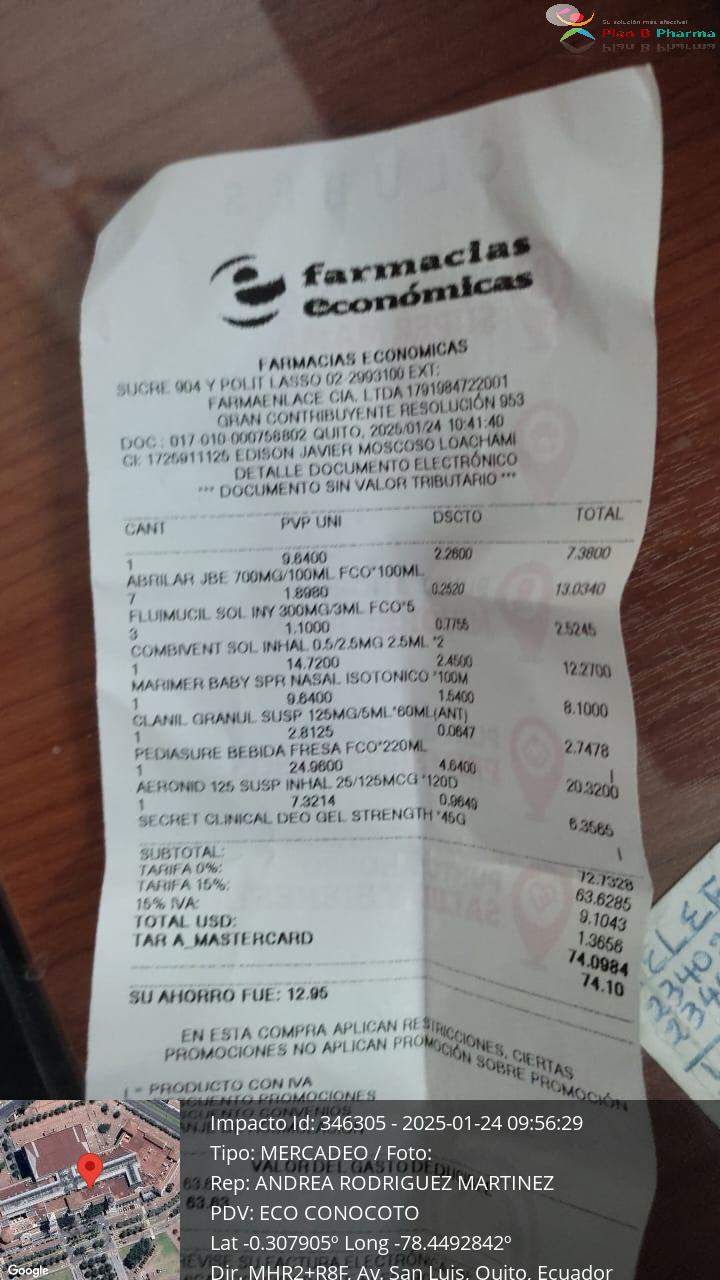 Su solución más efectiva!
Plan B Pharma
farmacias
económicas
FARMACIAS ECONOMICAS
SUCRE 904 Y POLIT LASSO 02-2993100 EXT:
FARMAENLACE CIA. LTDA 1791984722001
GRAN CONTRIBUYENTE RESOLUCIÓN 953
DOC : 017-010-000758802 QUITO, 2025/01/24 10:41:40
CI: 1725911125 EDISON JAVIER MOSCOSO LOACHAMI
DETALLE DOCUMENTO ELECTRÓNICO
*** DOCUMENTO SIN VALOR TRIBUTARIO ***
CANT PVP UNI DSCTO TOTAL
1 9.6400 2.2600 7.3800
ABRILAR JBE 700MG/100ML FCO*100ML
7 1.8980 0.2520 13.0340
FLUIMUCIL SOL INY 300MG/3ML FCO*5
3 1.1000 0.7755 2.5245
COMBIVENT SOL INHAL 0.5/2.5MG 2.5ML *2
1 14.7200 2.4500 12.2700
MARIMER BABY SPR NASAL ISOTONICO *100M
1 9.6400 1.5400 8.1000
CLANIL GRANUL SUSP 125MG/5ML*60ML(ANT)
1 2.8125 0.0647 2.7478
PEDIASURE BEBIDA FRESA FCO*220ML I
1 24.9600 4.6400 20.3200
AERONID 125 SUSP INHAL 25/125MCG *120D
1 7.3214 0.9649 6.3565
SECRET CLINICAL DEO GEL STRENGTH *45G I
SUBTOTAL: 72.7328
TARIFA 0%: 63.6285
TARIFA 15%: 9.1043
15% IVA: 1.3656
TOTAL USD: 74.0984
TAR A_MASTERCARD 74.10
SU AHORRO FUE: 12.95
EN ESTA COMPRA APLICAN RESTRICCIONES, CIERTAS
PROMOCIONES NO APLICAN PROMOCIÓN SOBRE PROMOCIÓN
I = PRODUCTO CON IVA
CUENTO PROMOCIONES
CUENTO CONVENIOS
VALOR DEL GASTO DEDUCIBLE
63.63
Impacto Id: 346305 - 2025-01-24 09:56:29
Tipo: MERCADEO / Foto:
Rep: ANDREA RODRIGUEZ MARTINEZ
PDV: ECO CONOCOTO
Lat -0.307905º Long -78.4492842º
Dir. MHR2+R8F, Av. San Luis, Quito, Ecuador
Google